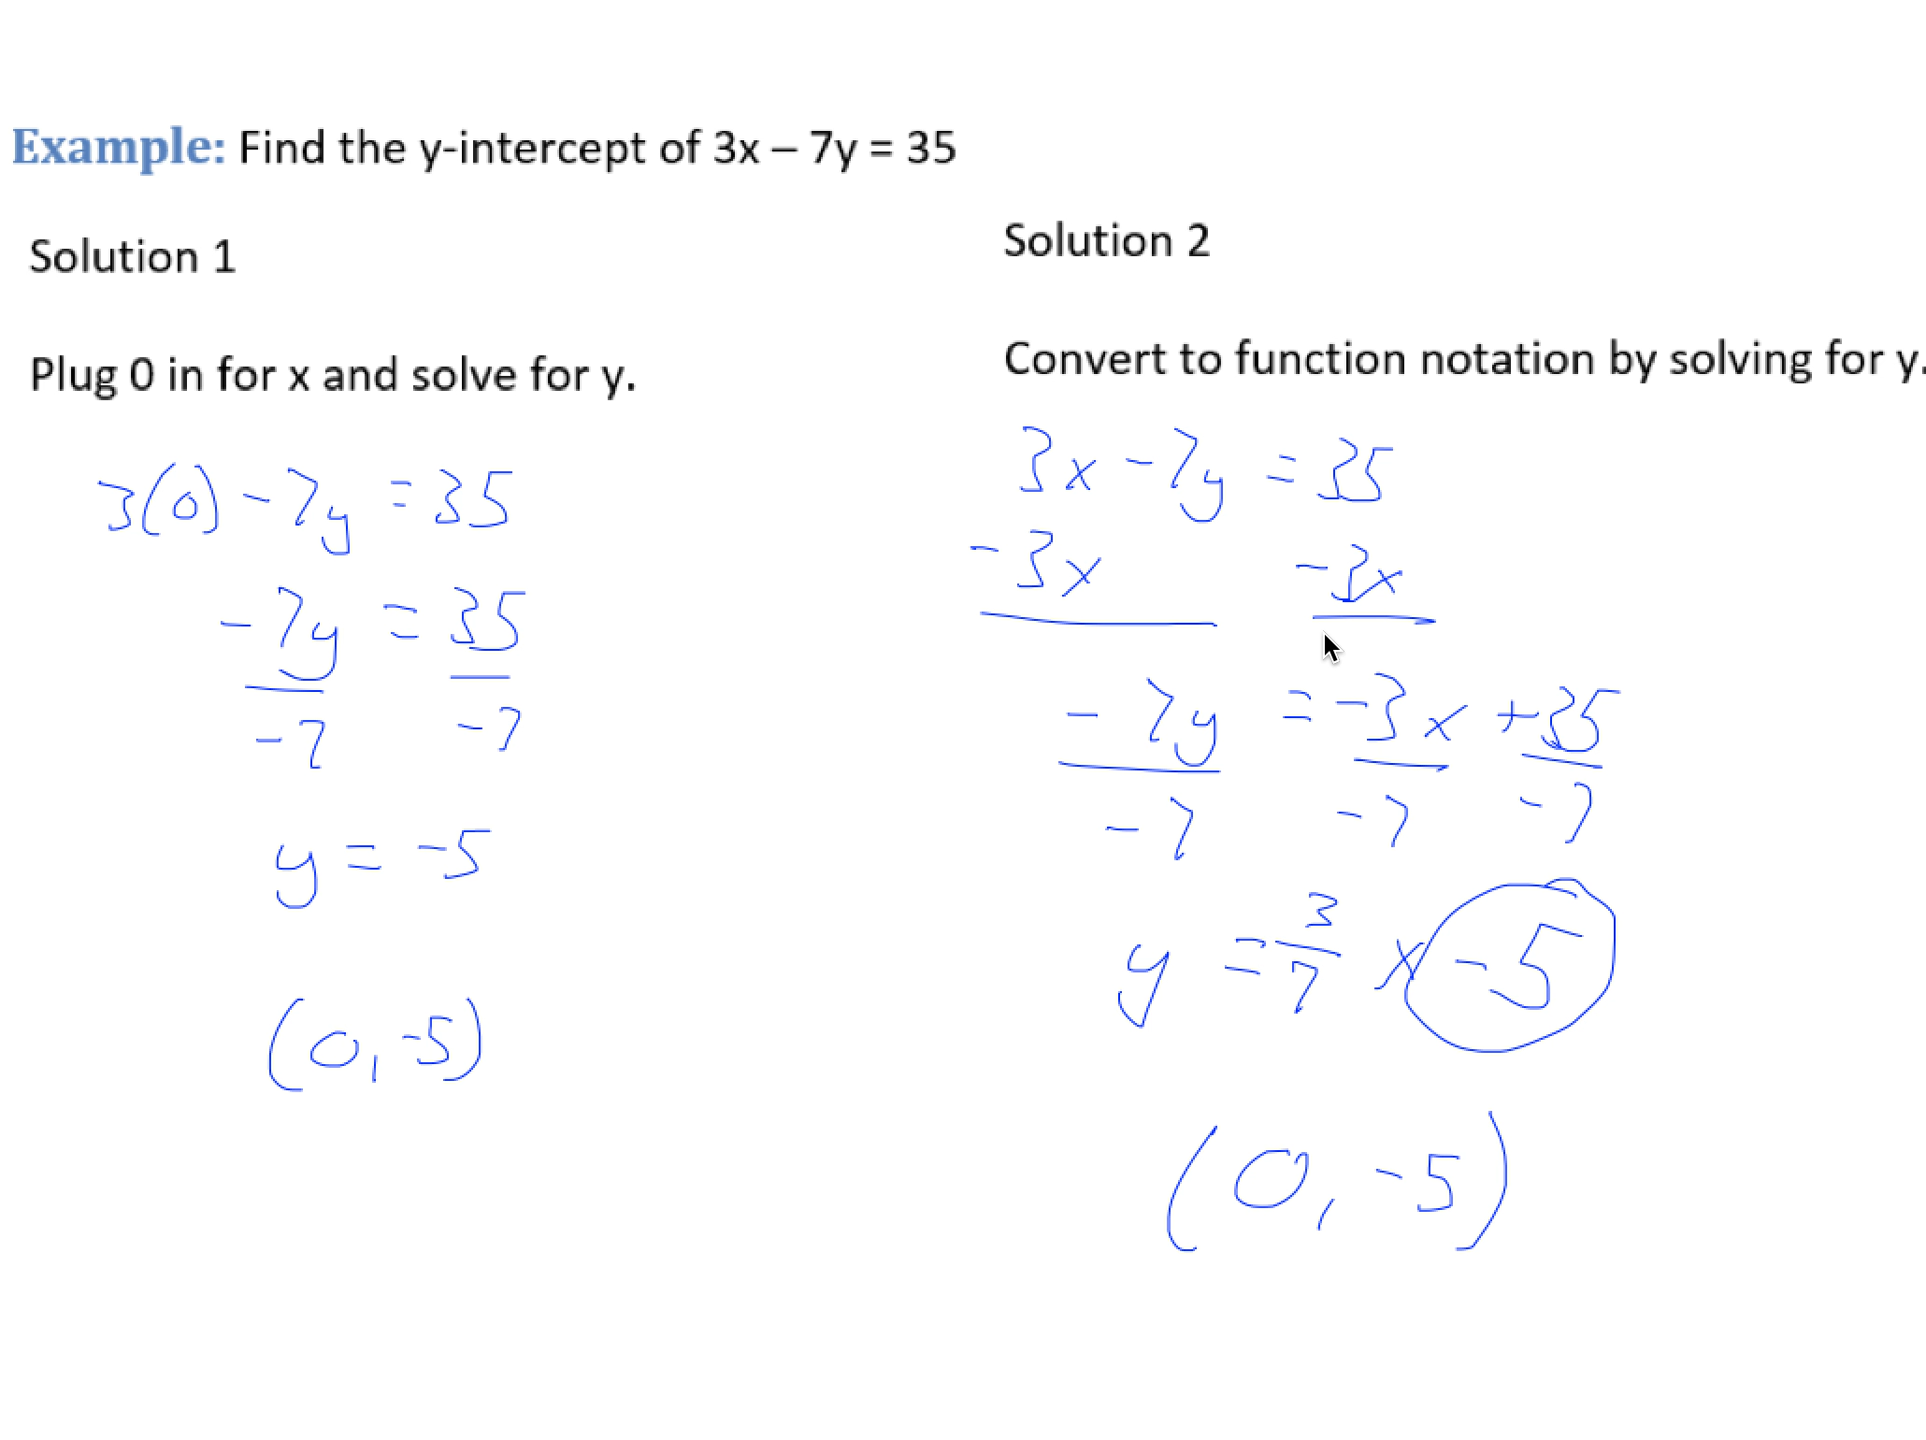 Example: Find the y-intercept of 3x – 7y = 35
Solution 1
Plug 0 in for x and solve for y.
3(0) - 7y = 35
-7y = 35
-7 -7
y = -5
(0, -5)
Solution 2
Convert to function notation by solving for y.
3x - 7y = 35
-3x -3x
-7y = -3x + 35
-7 -7 -7
y = 3/7 x - 5
(0, -5)